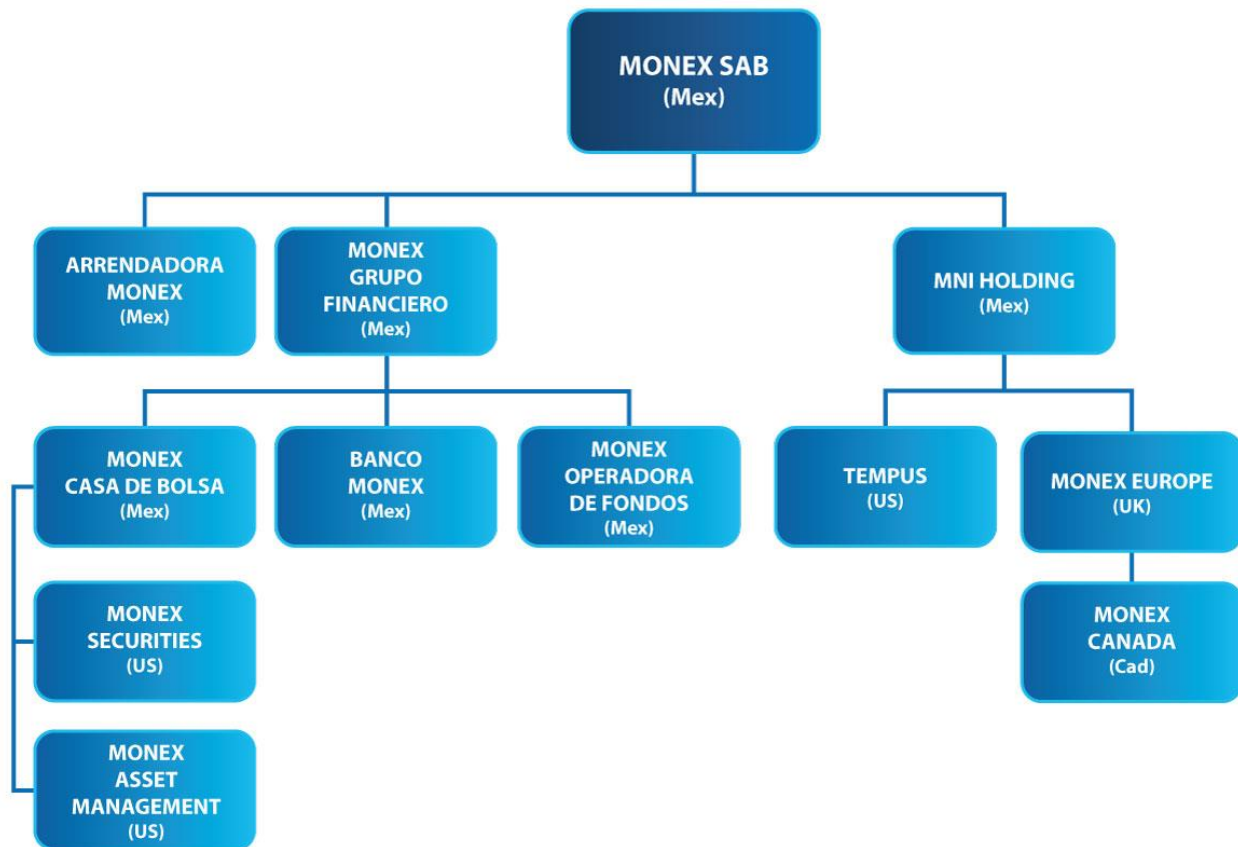 MONEX SAB
(Mex)
ARRENDADORA
MONEX
(Mex)
MONEX
GRUPO
FINANCIERO
(Mex)
MNI HOLDING
(Mex)
MONEX
CASA DE BOLSA
(Mex)
BANCO
MONEX
(Mex)
MONEX
OPERADORA
DE FONDOS
(Mex)
TEMPUS
(US)
MONEX EUROPE
(UK)
MONEX
SECURITIES
(US)
MONEX
CANADA
(Cad)
MONEX
ASSET
MANAGEMENT
(US)